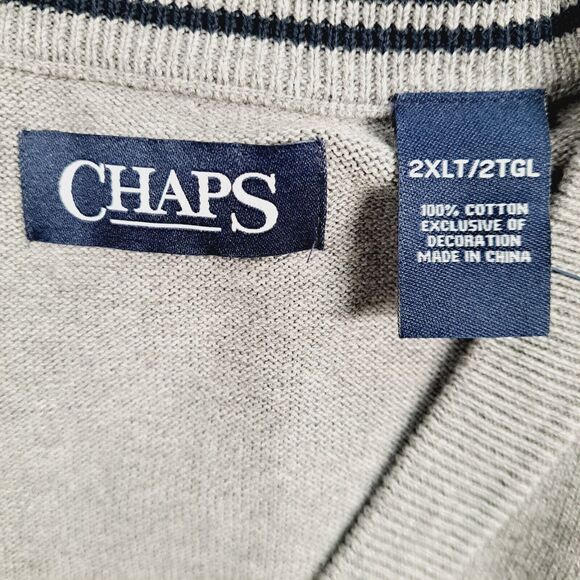 CHAPS
2XLT/2TGL
100% COTTON
EXCLUSIVE OF
DECORATION
MADE IN CHINA